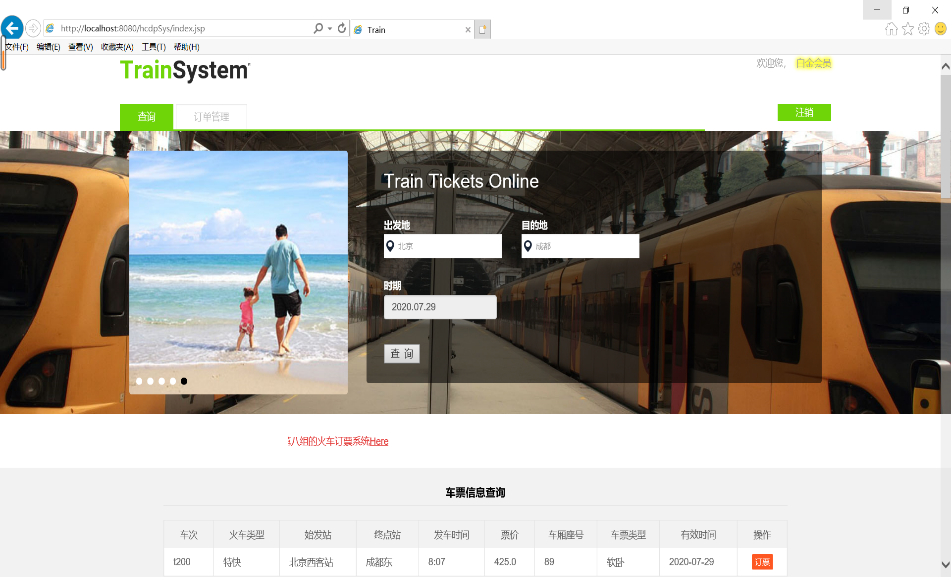 http://localhost:8080/hcdpSys/index.jsp
Train
文件(F) 编辑(E) 查看(V) 收藏夹(A) 工具(T) 帮助(H)
TrainSystem
欢迎您, 白金会员
查询 订单管理 注销
Train Tickets Online
出发地 目的地
北京 成都
时期
2020.07.29
查 询
八组的火车订票系统Here
车票信息查询
车次 火车类型 始发站 终点站 发车时间 票价 车厢座号 车票类型 有效时间 操作
t200 特快 北京西客站 成都东 8:07 425.0 89 软卧 2020-07-29 订票